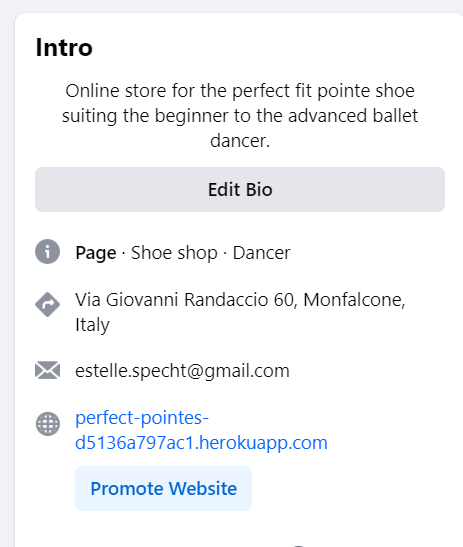 Intro
Online store for the perfect fit pointe shoe
suiting the beginner to the advanced ballet
dancer.
Edit Bio
Page · Shoe shop · Dancer
Via Giovanni Randaccio 60, Monfalcone,
Italy
estelle.specht@gmail.com
perfect-pointes-
d5136a797ac1.herokuapp.com
Promote Website